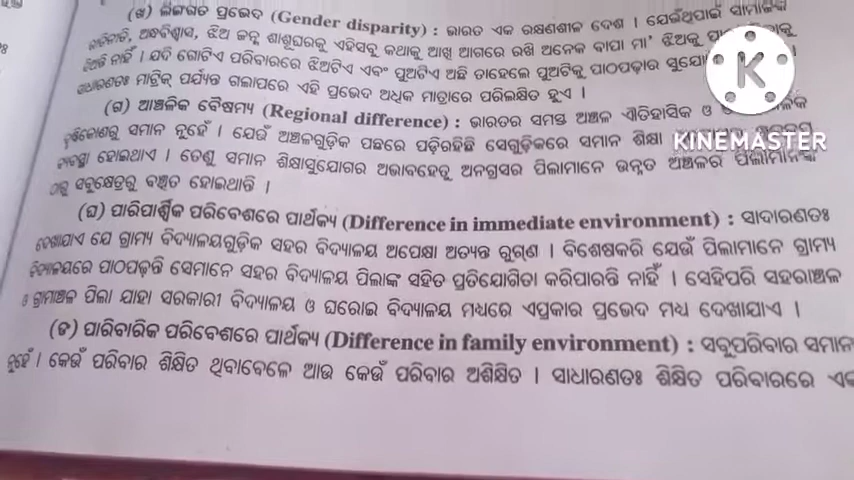 (ଖ) ଲିଙ୍ଗଗତ ପ୍ରଭେଦ (Gender disparity) : ଭାରତ ଏକ ରକ୍ଷଣଶୀଳ ଦେଶ । ଯେଉଁଥିପାଇଁ ସାମାଜିକ
ଅନ୍ଧବିଶ୍ୱାସ, ଝିଅ ଜନ୍ମ ଶାଶୂଘରକୁ ଏହିସବୁ କଥାକୁ ଆଖି ଆଗରେ ରଖି ଅନେକ ବାପା ମା' ଝିଅକୁ
ନାହିଁ । ଯଦି ଗୋଟିଏ ପରିବାରରେ ଝିଅଟିଏ ଏବଂ ପୁଅଟିଏ ଅଛି ତାହେଲେ ପୁଅଟିକୁ ପାଠପଢ଼ାର
ସାଧାରଣତଃ ମାଟ୍ରିକ୍ ପର୍ଯ୍ୟନ୍ତ ଗଲାପରେ ଏହି ପ୍ରଭେଦ ଅଧିକ ମାତ୍ରାରେ ପରିଲକ୍ଷିତ ହୁଏ ।
(ଗ) ଆଞ୍ଚଳିକ ବୈଷମ୍ୟ (Regional difference) : ଭାରତର ସମସ୍ତ ଅଞ୍ଚଳ ଐତିହାସିକ ଓ
ଦୃଷ୍ଟିକୋଣରୁ ସମାନ ନୁହେଁ । ଯେଉଁ ଅଞ୍ଚଳଗୁଡ଼ିକ ପଛରେ ପଡ଼ିରହିଛି ସେଗୁଡ଼ିକରେ ସମାନ ଶିକ୍ଷା
ବ୍ୟବସ୍ଥା ହୋଇଥାଏ । ତେଣୁ ସମାନ ଶିକ୍ଷାସୁଯୋଗର ଅଭାବହେତୁ ଅନଗ୍ରସର ପିଲାମାନେ ଉନ୍ନତ ଅଞ୍ଚଳର ପିଲାମାନଙ୍କ
ଠାରୁ ସବୁକ୍ଷେତ୍ରରୁ ବଞ୍ଚିତ ହୋଇଥାନ୍ତି ।
(ଘ) ପାରିପାର୍ଶ୍ୱିକ ପରିବେଶରେ ପାର୍ଥକ୍ୟ (Difference in immediate environment) : ସାଦାରଣତଃ
ଦେଖାଯାଏ ଯେ ଗ୍ରାମ୍ୟ ବିଦ୍ୟାଳୟଗୁଡ଼ିକ ସହର ବିଦ୍ୟାଳୟ ଅପେକ୍ଷା ଅତ୍ୟନ୍ତ ରୁଗ୍‌ଣ । ବିଶେଷକରି ଯେଉଁ ପିଲାମାନେ ଗ୍ରାମ୍ୟ
ବିଦ୍ୟାଳୟରେ ପାଠପଢ଼ନ୍ତି ସେମାନେ ସହର ବିଦ୍ୟାଳୟ ପିଲାଙ୍କ ସହିତ ପ୍ରତିଯୋଗିତା କରିପାରନ୍ତି ନାହିଁ । ସେହିପରି ସହରାଞ୍ଚଳ
ଓ ଗ୍ରାମାଞ୍ଚଳ ପିଲା ଯାହା ସରକାରୀ ବିଦ୍ୟାଳୟ ଓ ଘରୋଇ ବିଦ୍ୟାଳୟ ମଧ୍ୟରେ ଏପ୍ରକାର ପ୍ରଭେଦ ମଧ୍ୟ ଦେଖାଯାଏ ।
(ଙ) ପାରିବାରିକ ପରିବେଶରେ ପାର୍ଥକ୍ୟ (Difference in family environment) : ସବୁପରିବାର ସମାନ
ନୁହେଁ । କେଉଁ ପରିବାର ଶିକ୍ଷିତ ଥିବାବେଳେ ଆଉ କେଉଁ ପରିବାର ଅଶିକ୍ଷିତ । ସାଧାରଣତଃ ଶିକ୍ଷିତ ପରିବାରରେ
KINEMASTER